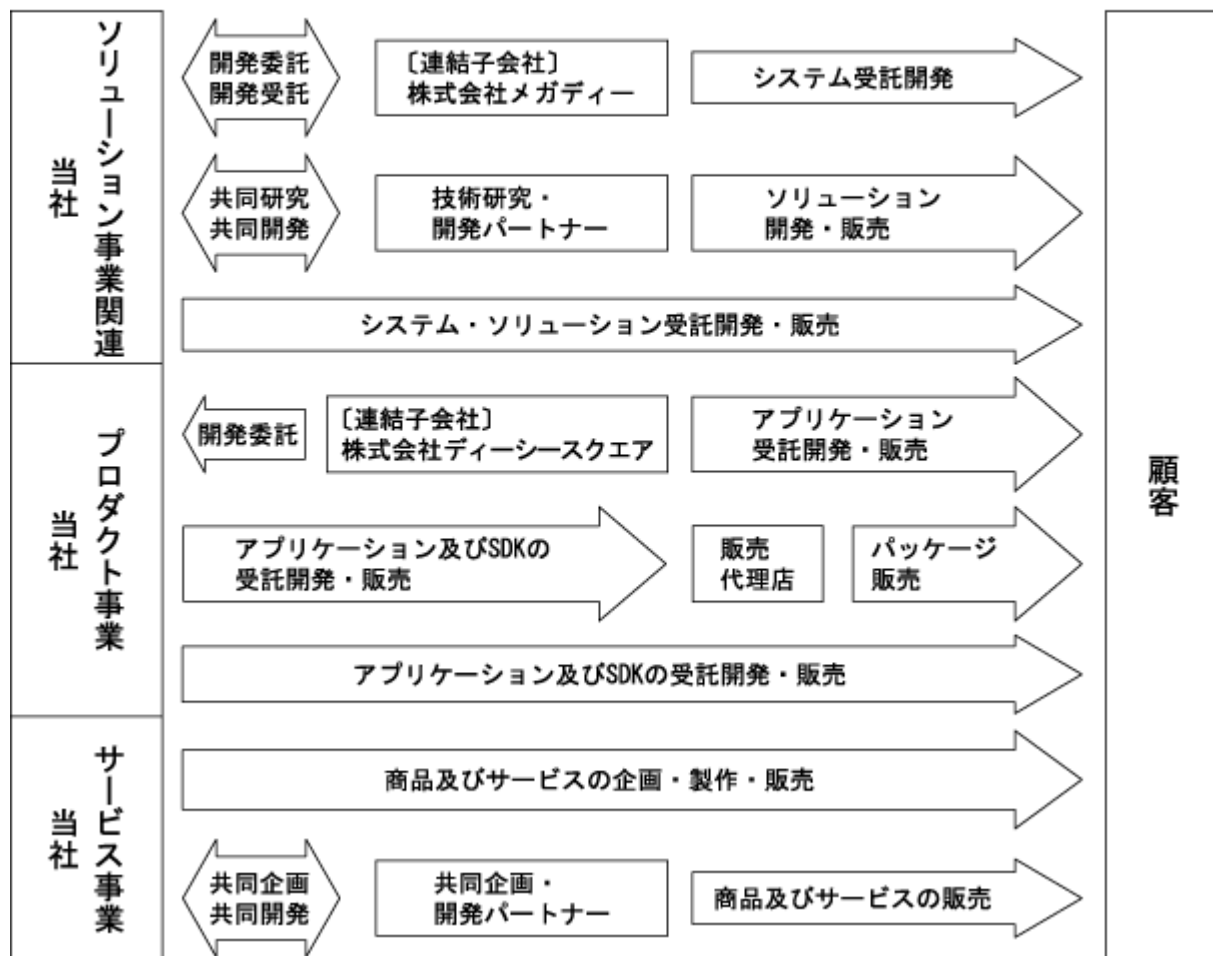 ソリューション事業関連
当社
開発委託
開発受託
〔連結子会社〕
株式会社メガディー
システム受託開発
共同研究
共同開発
技術研究・
開発パートナー
ソリューション
開発・販売
システム・ソリューション受託開発・販売
プロダクト事業
当社
開発委託
〔連結子会社〕
株式会社ディーシースクエア
アプリケーション
受託開発・販売
アプリケーション及びSDKの
受託開発・販売
販売
代理店
パッケージ
販売
アプリケーション及びSDKの受託開発・販売
サービス事業
当社
商品及びサービスの企画・製作・販売
共同企画
共同開発
共同企画・
開発パートナー
商品及びサービスの販売
顧客